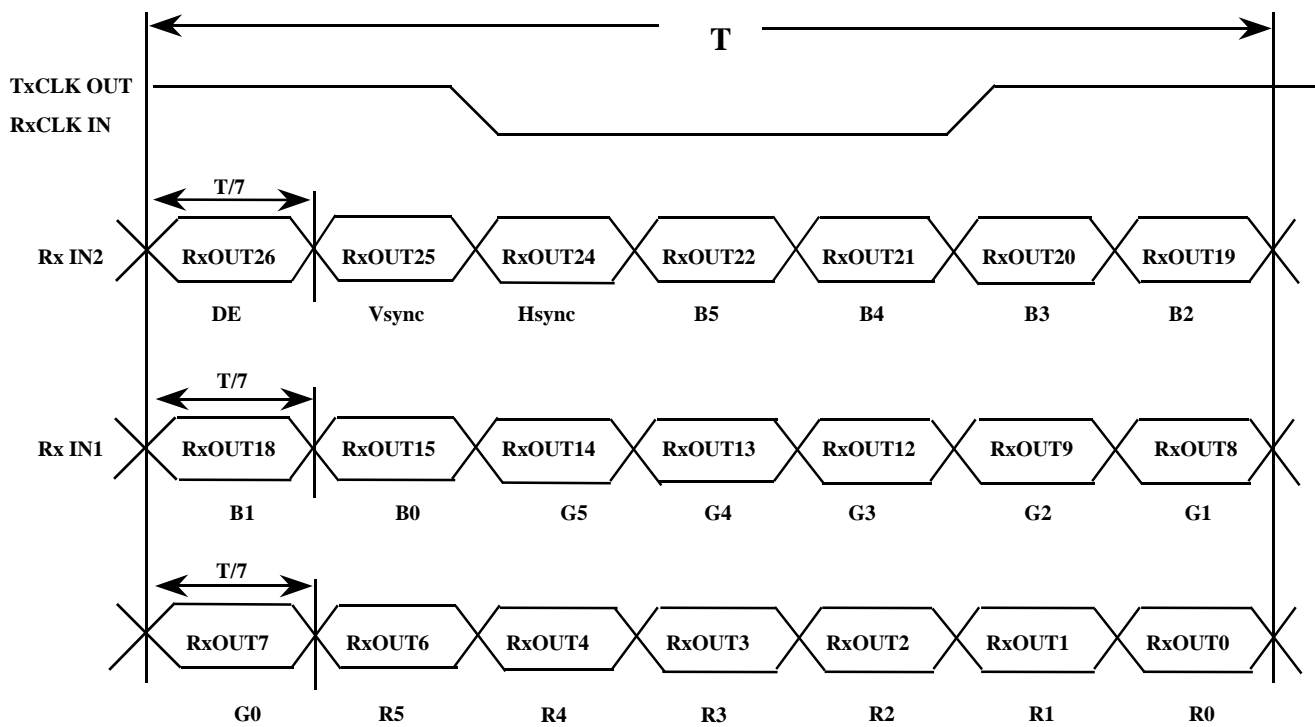 T
TxCLK OUT
RxCLK IN
T/7
Rx IN2 RxOUT26 RxOUT25 RxOUT24 RxOUT22 RxOUT21 RxOUT20 RxOUT19
DE Vsync Hsync B5 B4 B3 B2
T/7
Rx IN1 RxOUT18 RxOUT15 RxOUT14 RxOUT13 RxOUT12 RxOUT9 RxOUT8
B1 B0 G5 G4 G3 G2 G1
T/7
RxOUT7 RxOUT6 RxOUT4 RxOUT3 RxOUT2 RxOUT1 RxOUT0
G0 R5 R4 R3 R2 R1 R0